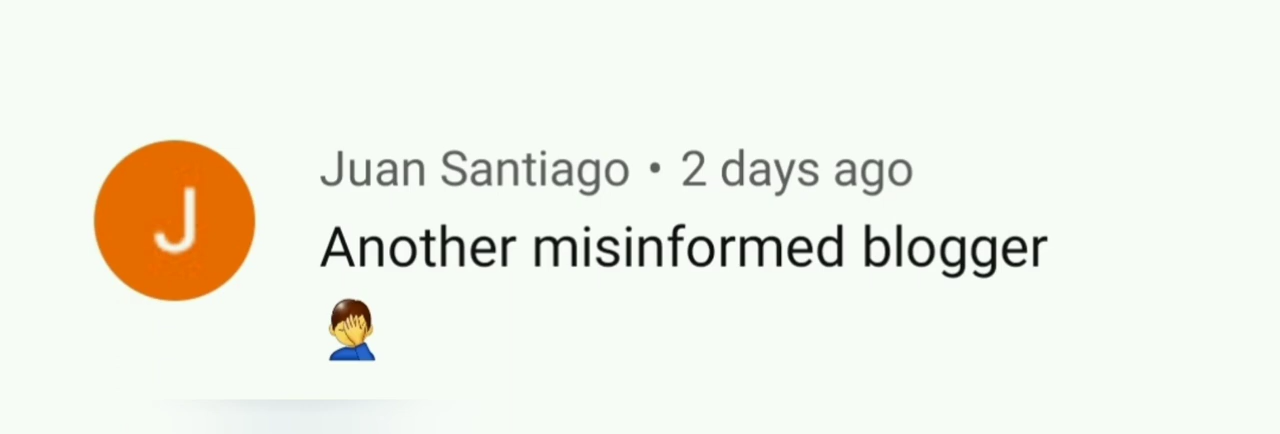 J
Juan Santiago • 2 days ago
Another misinformed blogger
🤦‍♂️